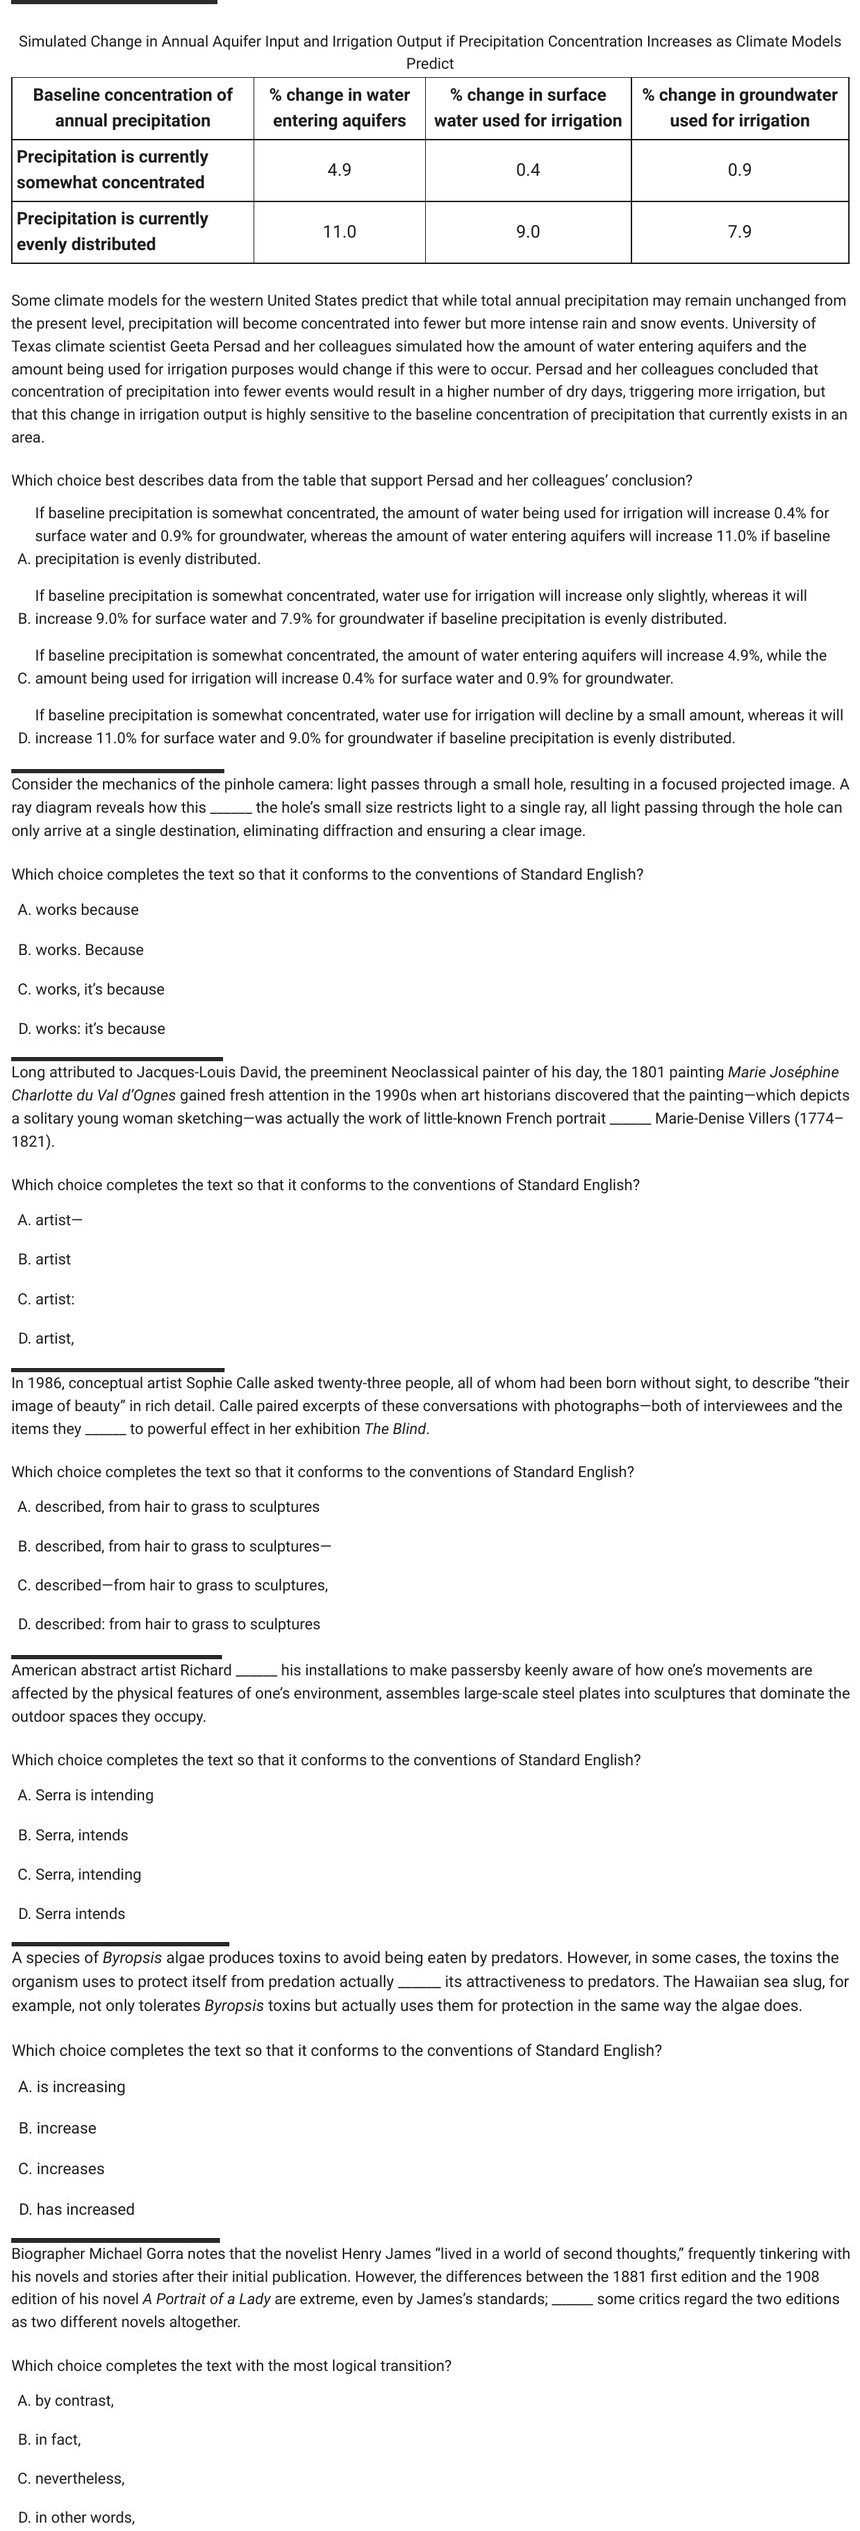 Simulated Change in Annual Aquifer Input and Irrigation Output if Precipitation Concentration Increases as Climate Models
Predict
Baseline concentration of annual precipitation | % change in water entering aquifers | % change in surface water used for irrigation | % change in groundwater used for irrigation
Precipitation is currently somewhat concentrated | 4.9 | 0.4 | 0.9
Precipitation is currently evenly distributed | 11.0 | 9.0 | 7.9
Some climate models for the western United States predict that while total annual precipitation may remain unchanged from
the present level, precipitation will become concentrated into fewer but more intense rain and snow events. University of
Texas climate scientist Geeta Persad and her colleagues simulated how the amount of water entering aquifers and the
amount being used for irrigation purposes would change if this were to occur. Persad and her colleagues concluded that
concentration of precipitation into fewer events would result in a higher number of dry days, triggering more irrigation, but
that this change in irrigation output is highly sensitive to the baseline concentration of precipitation that currently exists in an
area.
Which choice best describes data from the table that support Persad and her colleagues’ conclusion?
If baseline precipitation is somewhat concentrated, the amount of water being used for irrigation will increase 0.4% for
surface water and 0.9% for groundwater, whereas the amount of water entering aquifers will increase 11.0% if baseline
A. precipitation is evenly distributed.
If baseline precipitation is somewhat concentrated, water use for irrigation will increase only slightly, whereas it will
B. increase 9.0% for surface water and 7.9% for groundwater if baseline precipitation is evenly distributed.
If baseline precipitation is somewhat concentrated, the amount of water entering aquifers will increase 4.9%, while the
C. amount being used for irrigation will increase 0.4% for surface water and 0.9% for groundwater.
If baseline precipitation is somewhat concentrated, water use for irrigation will decline by a small amount, whereas it will
D. increase 11.0% for surface water and 9.0% for groundwater if baseline precipitation is evenly distributed.
Consider the mechanics of the pinhole camera: light passes through a small hole, resulting in a focused projected image. A
ray diagram reveals how this ______ the hole’s small size restricts light to a single ray, all light passing through the hole can
only arrive at a single destination, eliminating diffraction and ensuring a clear image.
Which choice completes the text so that it conforms to the conventions of Standard English?
A. works because
B. works. Because
C. works, it’s because
D. works: it’s because
Long attributed to Jacques-Louis David, the preeminent Neoclassical painter of his day, the 1801 painting Marie Joséphine
Charlotte du Val d’Ognes gained fresh attention in the 1990s when art historians discovered that the painting—which depicts
a solitary young woman sketching—was actually the work of little-known French portrait ______ Marie-Denise Villers (1774–
1821).
Which choice completes the text so that it conforms to the conventions of Standard English?
A. artist—
B. artist
C. artist:
D. artist,
In 1986, conceptual artist Sophie Calle asked twenty-three people, all of whom had been born without sight, to describe “their
image of beauty” in rich detail. Calle paired excerpts of these conversations with photographs—both of interviewees and the
items they ______ to powerful effect in her exhibition The Blind.
Which choice completes the text so that it conforms to the conventions of Standard English?
A. described, from hair to grass to sculptures
B. described, from hair to grass to sculptures—
C. described—from hair to grass to sculptures,
D. described: from hair to grass to sculptures
American abstract artist Richard ______ his installations to make passersby keenly aware of how one’s movements are
affected by the physical features of one’s environment, assembles large-scale steel plates into sculptures that dominate the
outdoor spaces they occupy.
Which choice completes the text so that it conforms to the conventions of Standard English?
A. Serra is intending
B. Serra, intends
C. Serra, intending
D. Serra intends
A species of Byropsis algae produces toxins to avoid being eaten by predators. However, in some cases, the toxins the
organism uses to protect itself from predation actually ______ its attractiveness to predators. The Hawaiian sea slug, for
example, not only tolerates Byropsis toxins but actually uses them for protection in the same way the algae does.
Which choice completes the text so that it conforms to the conventions of Standard English?
A. is increasing
B. increase
C. increases
D. has increased
Biographer Michael Gorra notes that the novelist Henry James “lived in a world of second thoughts,” frequently tinkering with
his novels and stories after their initial publication. However, the differences between the 1881 first edition and the 1908
edition of his novel A Portrait of a Lady are extreme, even by James’s standards; ______ some critics regard the two editions
as two different novels altogether.
Which choice completes the text with the most logical transition?
A. by contrast,
B. in fact,
C. nevertheless,
D. in other words,